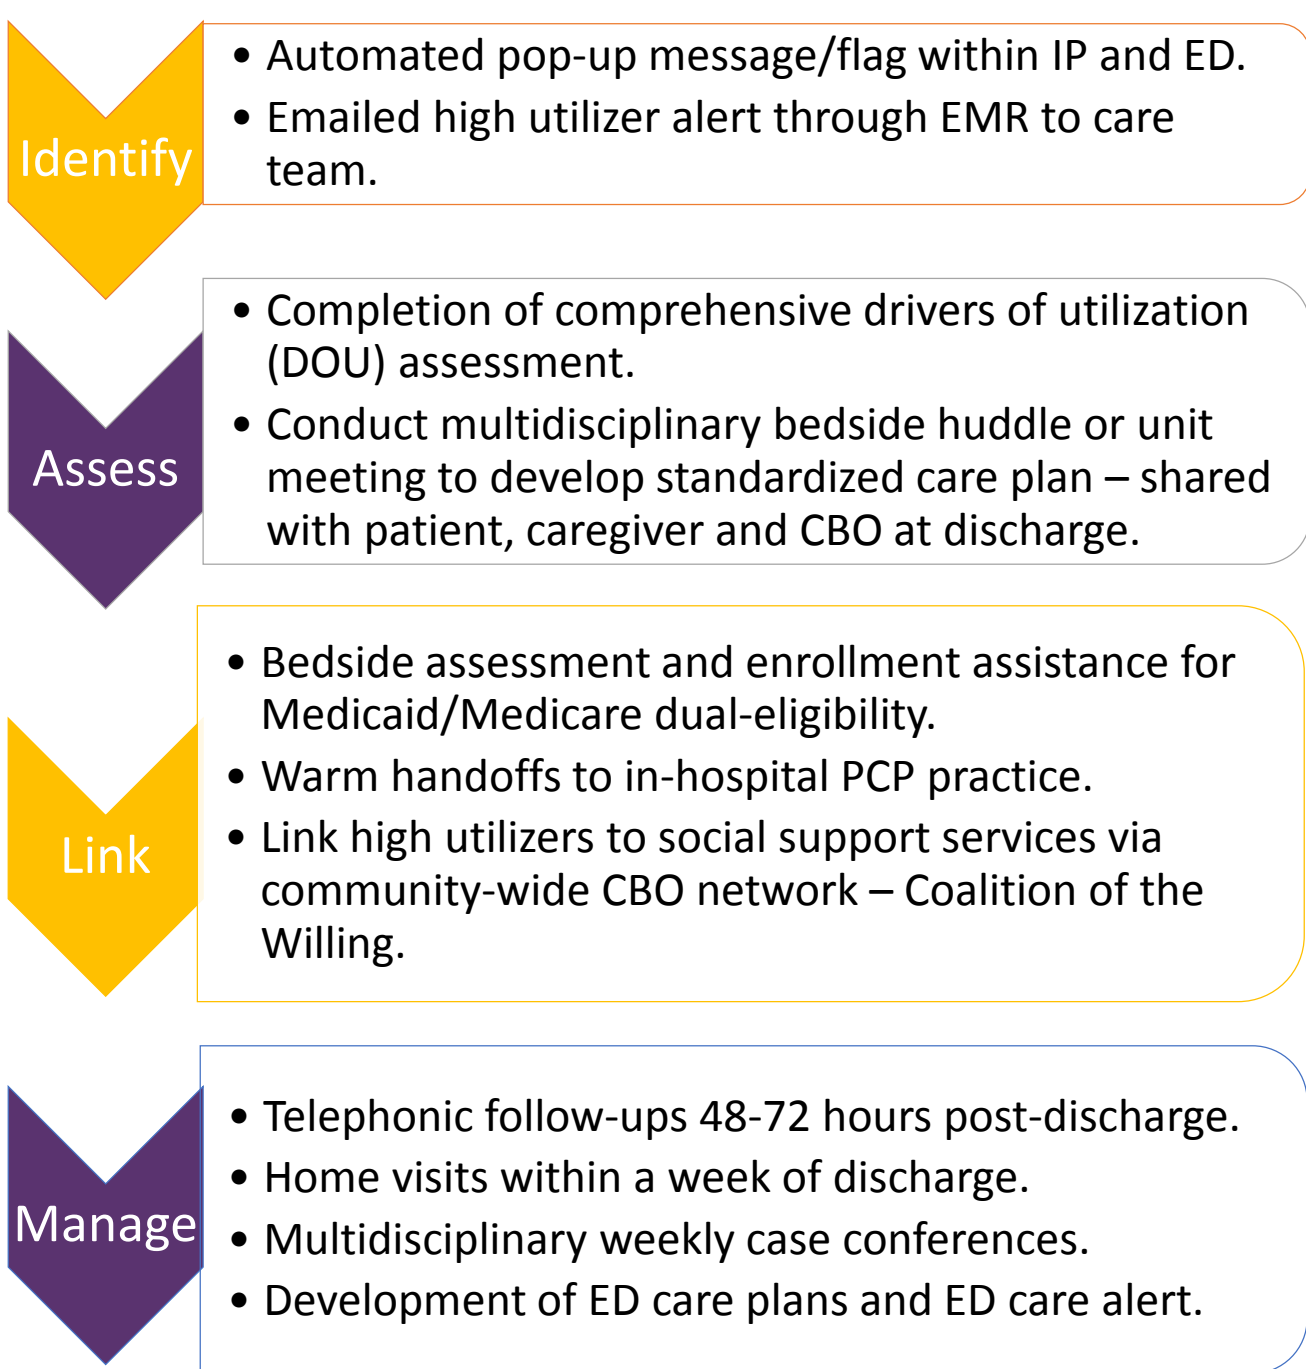 Identify
• Automated pop-up message/flag within IP and ED.
• Emailed high utilizer alert through EMR to care
team.
Assess
• Completion of comprehensive drivers of utilization
(DOU) assessment.
• Conduct multidisciplinary bedside huddle or unit
meeting to develop standardized care plan – shared
with patient, caregiver and CBO at discharge.
Link
• Bedside assessment and enrollment assistance for
Medicaid/Medicare dual-eligibility.
• Warm handoffs to in-hospital PCP practice.
• Link high utilizers to social support services via
community-wide CBO network – Coalition of the
Willing.
Manage
• Telephonic follow-ups 48-72 hours post-discharge.
• Home visits within a week of discharge.
• Multidisciplinary weekly case conferences.
• Development of ED care plans and ED care alert.